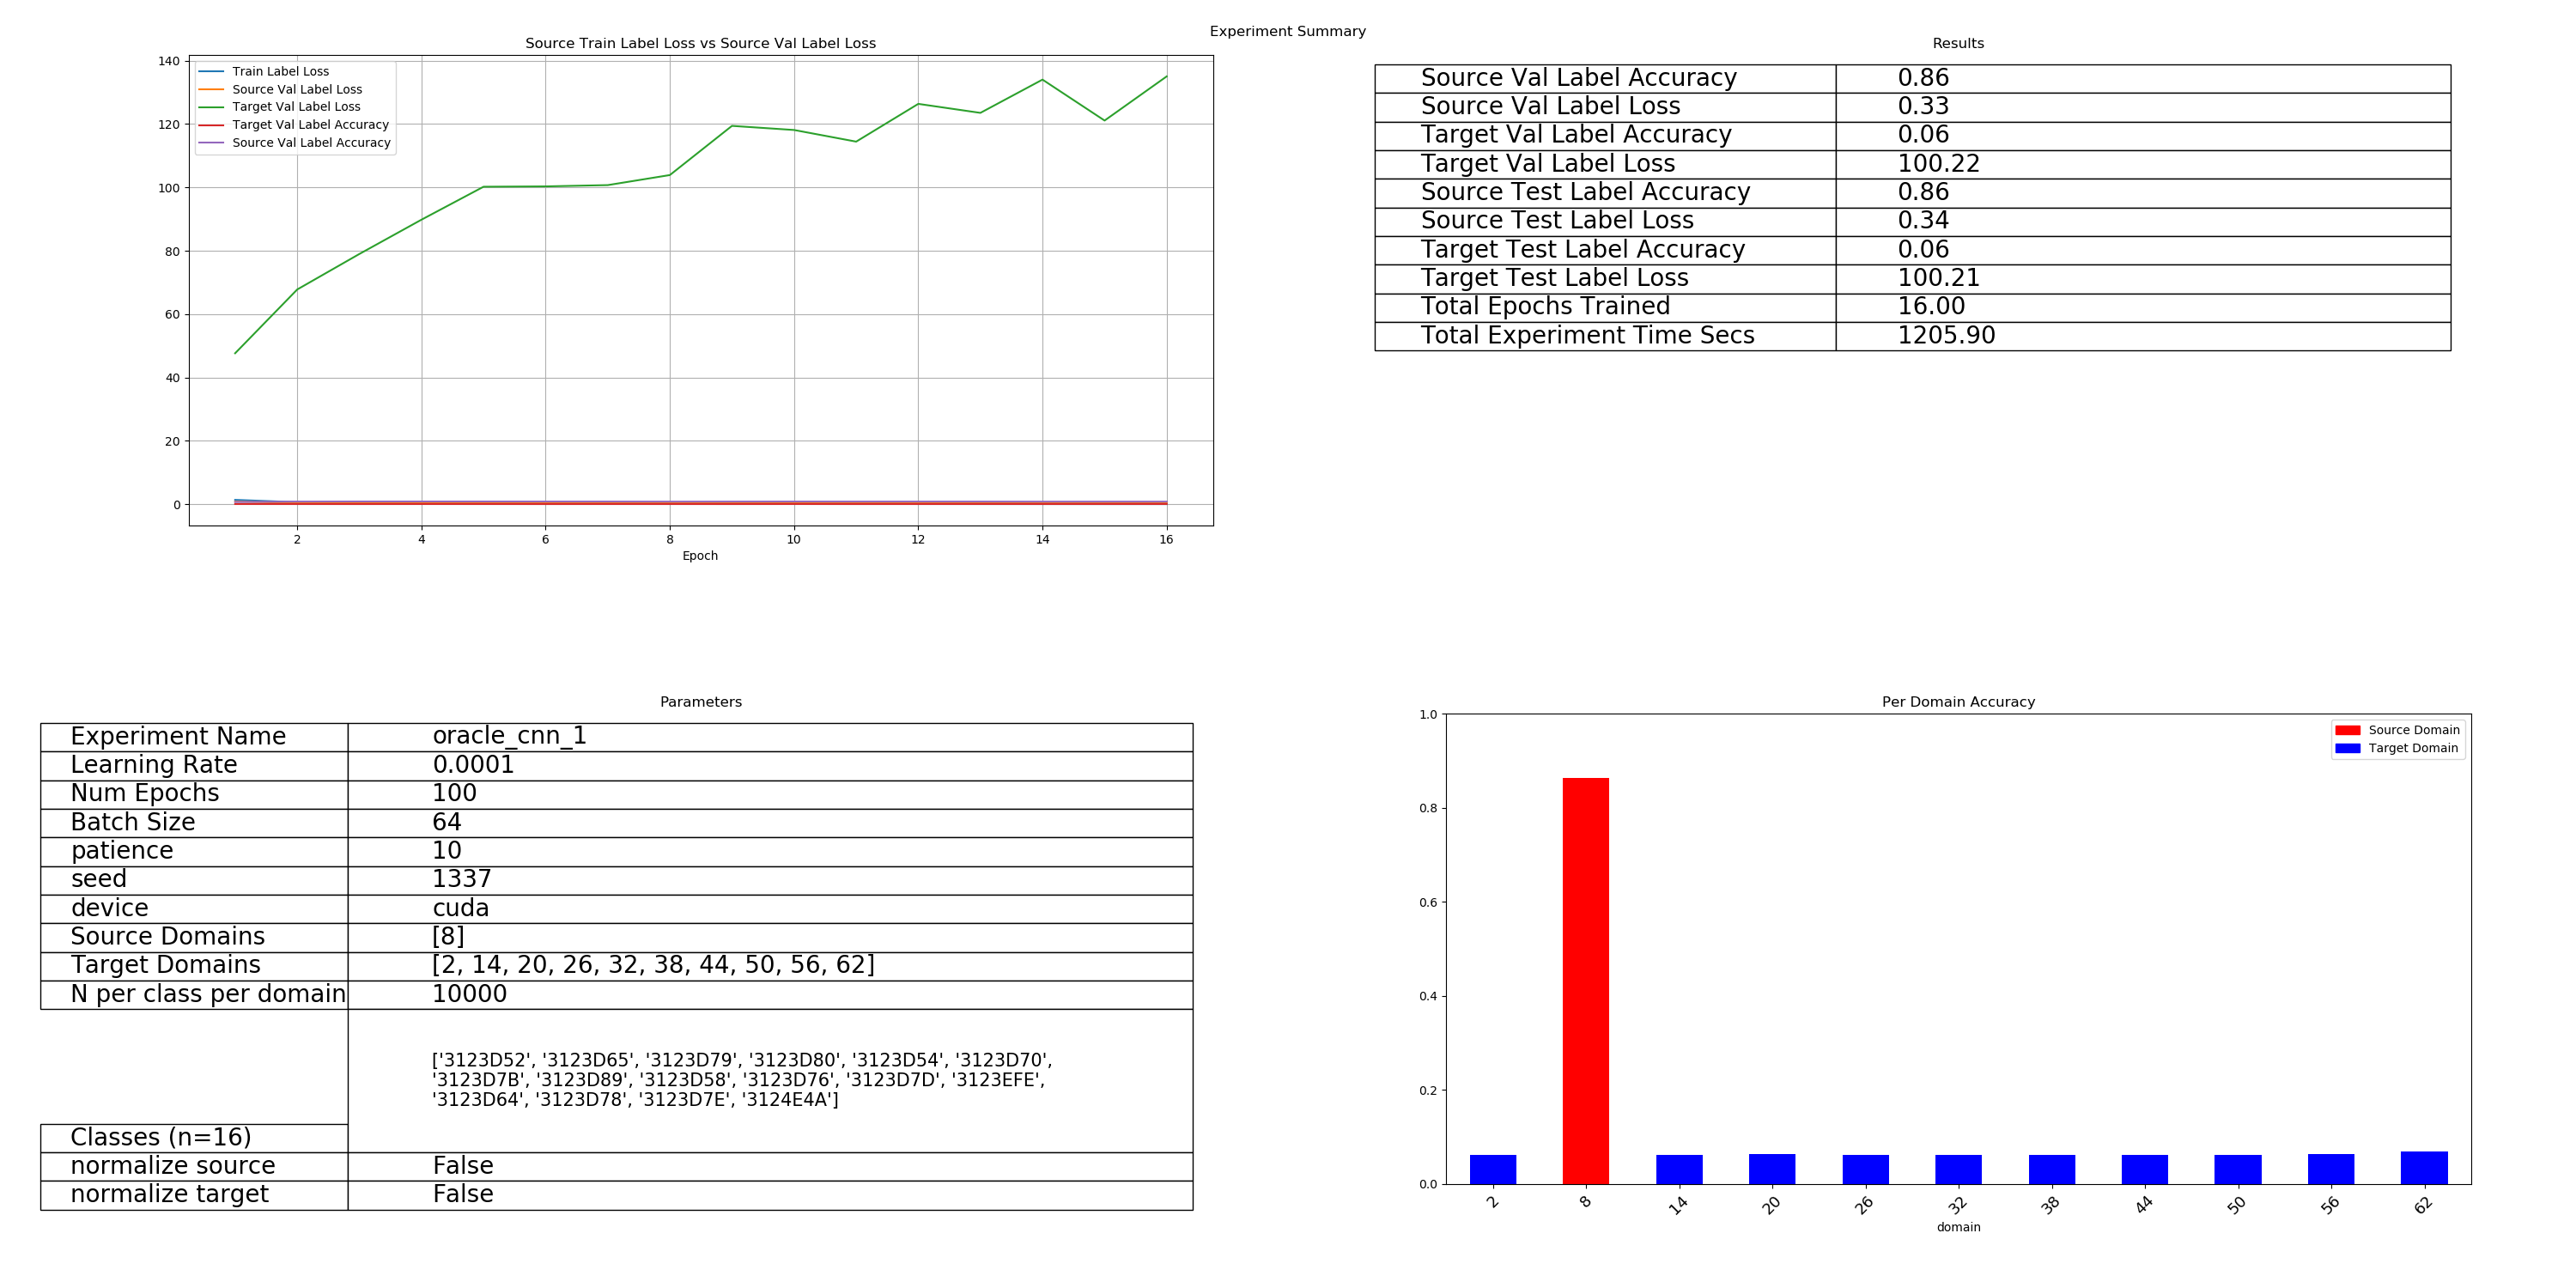 Experiment Summary
Source Train Label Loss vs Source Val Label Loss
140
120
100
80
60
40
20
0
Train Label Loss
Source Val Label Loss
Target Val Label Loss
Target Val Label Accuracy
Source Val Label Accuracy
2 4 6 8 10 12 14 16
Epoch
Results
Source Val Label Accuracy 0.86
Source Val Label Loss 0.33
Target Val Label Accuracy 0.06
Target Val Label Loss 100.22
Source Test Label Accuracy 0.86
Source Test Label Loss 0.34
Target Test Label Accuracy 0.06
Target Test Label Loss 100.21
Total Epochs Trained 16.00
Total Experiment Time Secs 1205.90
Parameters
Experiment Name oracle_cnn_1
Learning Rate 0.0001
Num Epochs 100
Batch Size 64
patience 10
seed 1337
device cuda
Source Domains [8]
Target Domains [2, 14, 20, 26, 32, 38, 44, 50, 56, 62]
N per class per domain 10000
['3123D52', '3123D65', '3123D79', '3123D80', '3123D54', '3123D70',
'3123D7B', '3123D89', '3123D58', '3123D76', '3123D7D', '3123EFE',
'3123D64', '3123D78', '3123D7E', '3124E4A']
Classes (n=16)
normalize source False
normalize target False
Per Domain Accuracy
1.0
0.8
0.6
0.4
0.2
0.0
Source Domain
Target Domain
2 8 14 20 26 32 38 44 50 56 62
domain